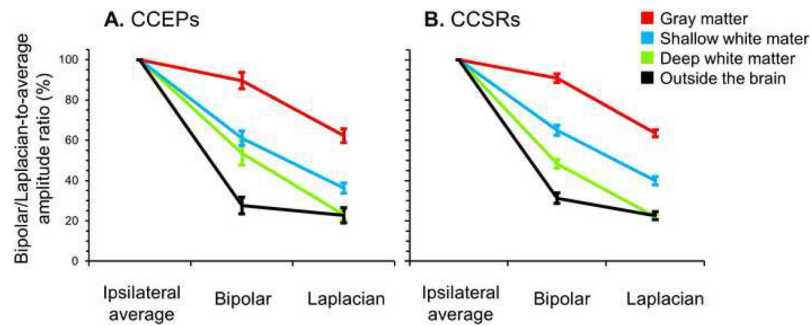 A. CCEPs
B. CCSRs
Gray matter
Shallow white mater
Deep white matter
Outside the brain
Bipolar/Laplacian-to-average
amplitude ratio (%)
100
80
60
40
20
0
Ipsilateral
average
Bipolar
Laplacian
Ipsilateral
average
Bipolar
Laplacian